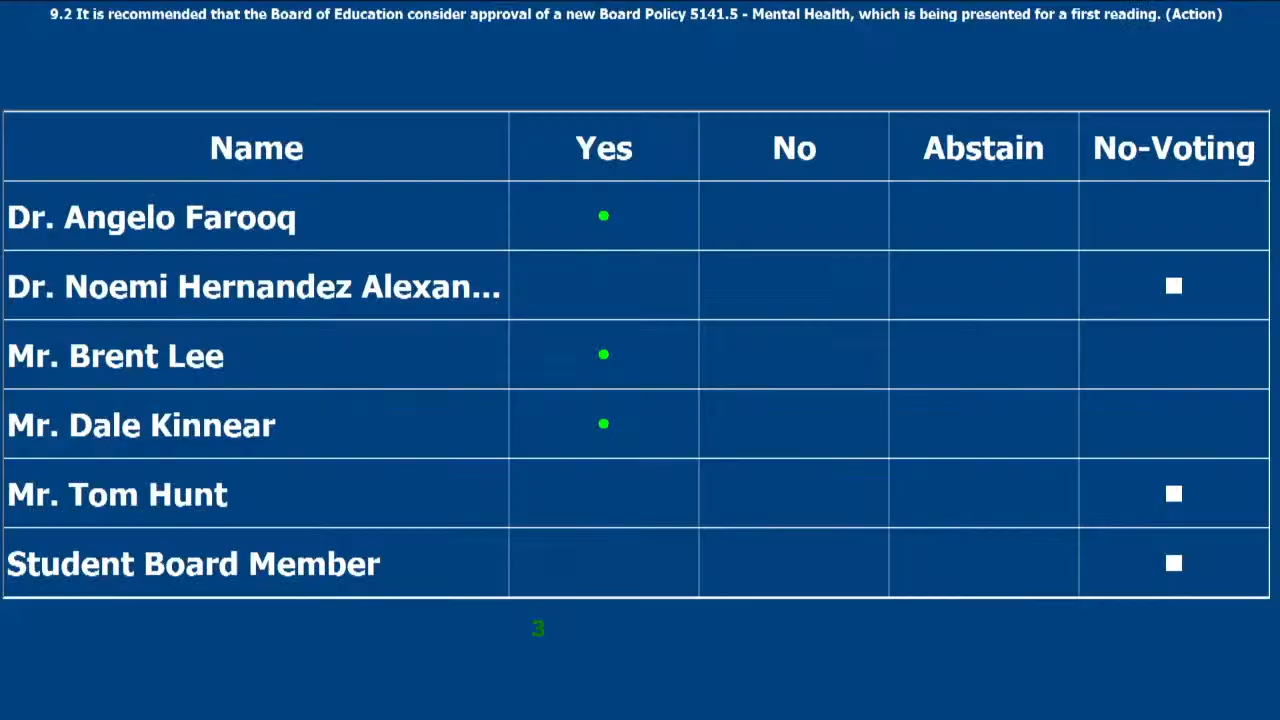 9.2 It is recommended that the Board of Education consider approval of a new Board Policy 5141.5 - Mental Health, which is being presented for a first reading. (Action)
Name Yes No Abstain No-Voting
Dr. Angelo Farooq
Dr. Noemi Hernandez Alexan...
Mr. Brent Lee
Mr. Dale Kinnear
Mr. Tom Hunt
Student Board Member
3